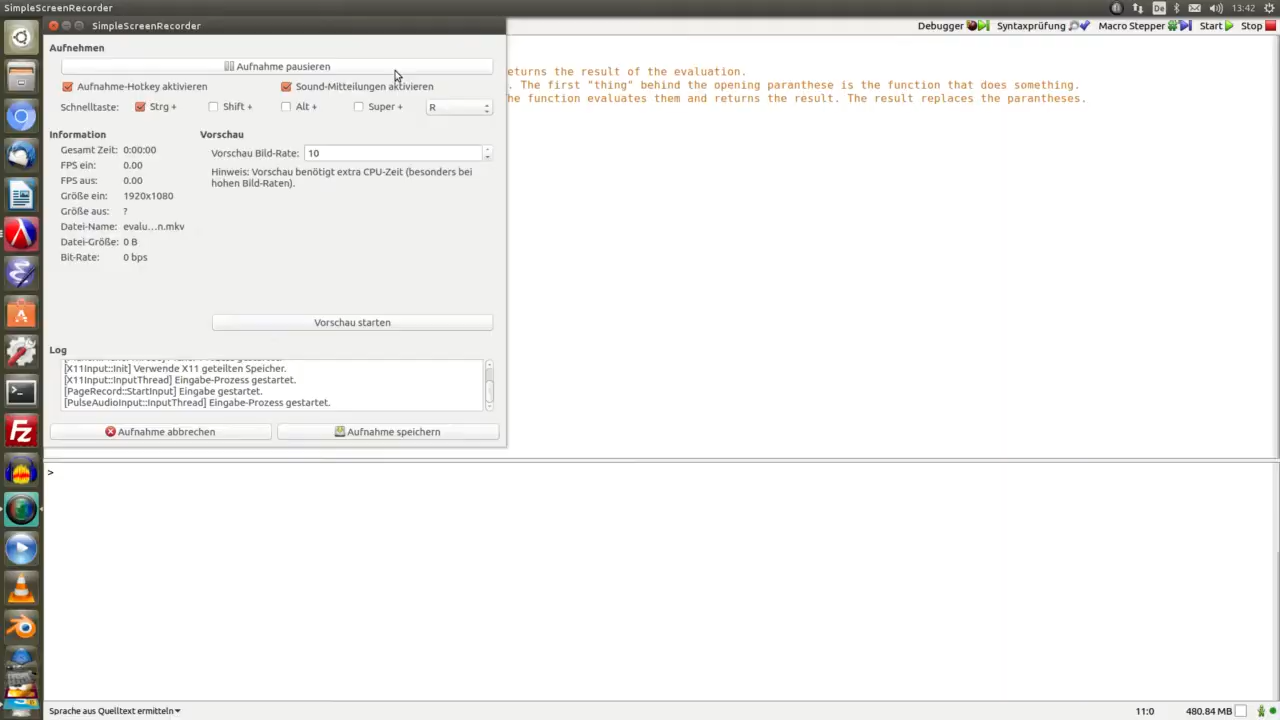 SimpleScreenRecorder
De
13:42
SimpleScreenRecorder
Debugger
Syntaxprüfung
Macro Stepper
Start
Stop
Aufnehmen
Aufnahme pausieren
Aufnahme-Hotkey aktivieren
Sound-Mitteilungen aktivieren
Schnelltaste:
Strg +
Shift +
Alt +
Super +
R
eturns the result of the evaluation.
. The first "thing" behind the opening paranthese is the function that does something.
he function evaluates them and returns the result. The result replaces the parantheses.
Information
Gesamt Zeit: 0:00:00
FPS ein: 0.00
FPS aus: 0.00
Größe ein: 1920x1080
Größe aus: ?
Datei-Name: evalu…n.mkv
Datei-Größe: 0 B
Bit-Rate: 0 bps
Vorschau
Vorschau Bild-Rate: 10
Hinweis: Vorschau benötigt extra CPU-Zeit (besonders bei
hohen Bild-Raten).
Vorschau starten
Log
[X11Input::Init] Verwende X11 geteilten Speicher.
[X11Input::InputThread] Eingabe-Prozess gestartet.
[PageRecord::StartInput] Eingabe gestartet.
[PulseAudioInput::InputThread] Eingabe-Prozess gestartet.
Aufnahme abbrechen
Aufnahme speichern
>
Fz
Sprache aus Quelltext ermitteln
11:0
480.84 MB